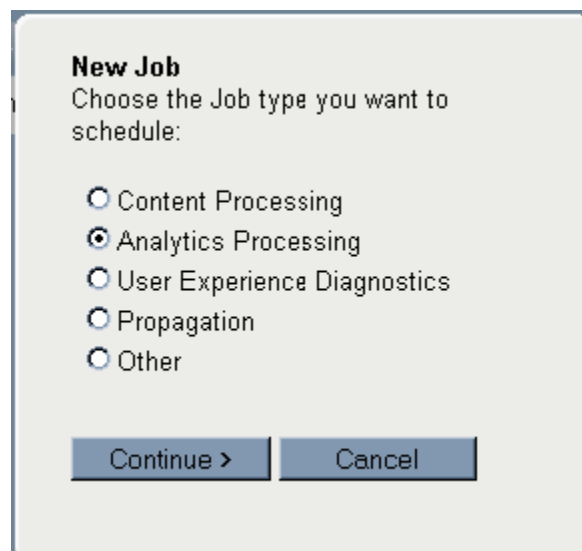 New Job
Choose the Job type you want to
schedule:
Content Processing
Analytics Processing
User Experience Diagnostics
Propagation
Other
Continue >
Cancel